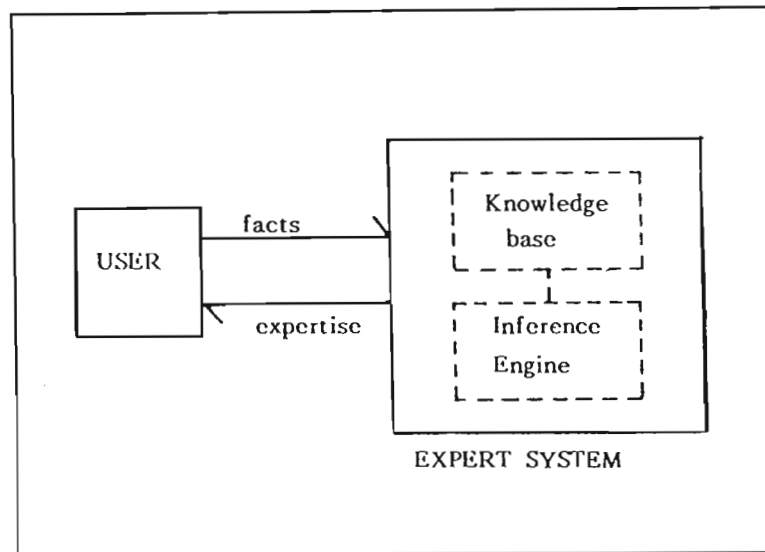 USER
facts
expertise
Knowledge
base
Inference
Engine
EXPERT SYSTEM